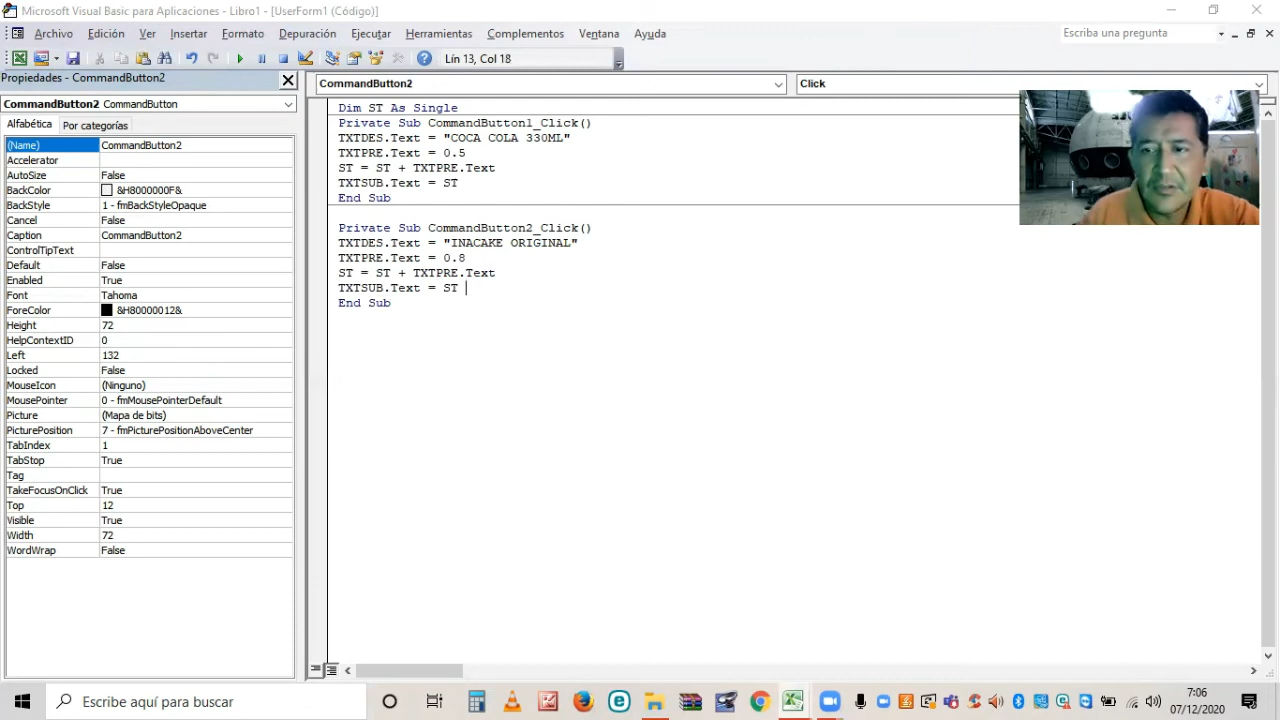 Microsoft Visual Basic para Aplicaciones - Libro1 - [UserForm1 (Código)]
Archivo Edición Ver Insertar Formato Depuración Ejecutar Herramientas Complementos Ventana Ayuda
Escriba una pregunta
Lín 13, Col 18
Propiedades - CommandButton2
CommandButton2 CommandButton
Alfabética Por categorías
(Name) CommandButton2
Accelerator
AutoSize False
BackColor &H8000000F&
BackStyle 1 - fmBackStyleOpaque
Cancel False
Caption CommandButton2
ControlTipText
Default False
Enabled True
Font Tahoma
ForeColor &H80000012&
Height 72
HelpContextID 0
Left 132
Locked False
MouseIcon (Ninguno)
MousePointer 0 - fmMousePointerDefault
Picture (Mapa de bits)
PicturePosition 7 - fmPicturePositionAboveCenter
TabIndex 1
TabStop True
Tag
TakeFocusOnClick True
Top 12
Visible True
Width 72
WordWrap False
CommandButton2 Click
Dim ST As Single
Private Sub CommandButton1_Click()
TXTDES.Text = "COCA COLA 330ML"
TXTPRE.Text = 0.5
ST = ST + TXTPRE.Text
TXTSUB.Text = ST
End Sub
Private Sub CommandButton2_Click()
TXTDES.Text = "INACAKE ORIGINAL"
TXTPRE.Text = 0.8
ST = ST + TXTPRE.Text
TXTSUB.Text = ST
End Sub
Escribe aquí para buscar
7:06
07/12/2020